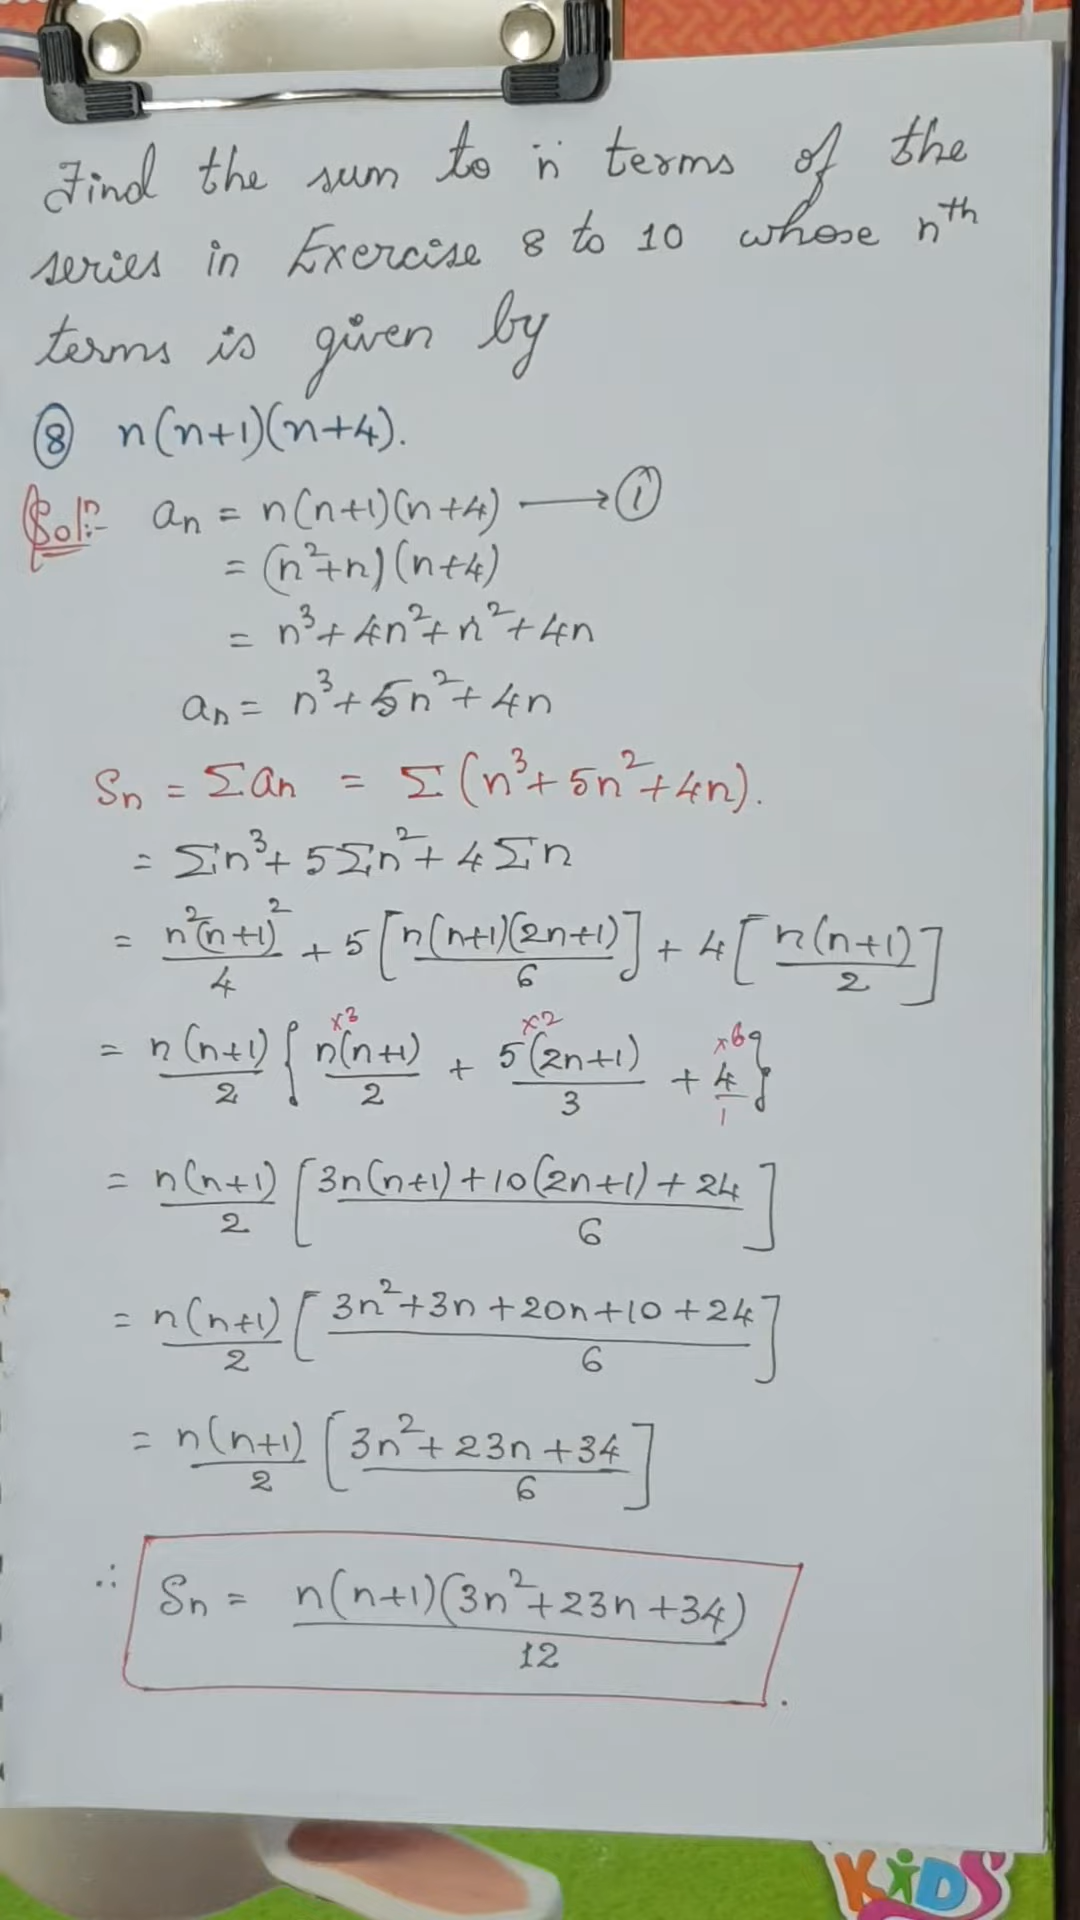 Find the sum to 'n' terms of the
series in Exercise 8 to 10 whose nᵗʰ
terms is given by
⑧ n(n+1)(n+4).
Solⁿ:- aₙ = n(n+1)(n+4) ⟶ ①
= (n²+n)(n+4)
= n³+4n²+n²+4n
aₙ = n³+5n²+4n
Sₙ = Σaₙ = Σ(n³+5n²+4n).
= Σn³+5Σn²+4Σn
= n²(n+1)²/4 + 5[n(n+1)(2n+1)/6] + 4[n(n+1)/2]
×3 ×2 ×6
= n(n+1)/2 {n(n+1)/2 + 5(2n+1)/3 + 4/1}
= n(n+1)/2 [3n(n+1)+10(2n+1)+24/6]
= n(n+1)/2 [3n²+3n+20n+10+24/6]
= n(n+1)/2 [3n²+23n+34/6]
∴ Sₙ = n(n+1)(3n²+23n+34)/12.
KiDS